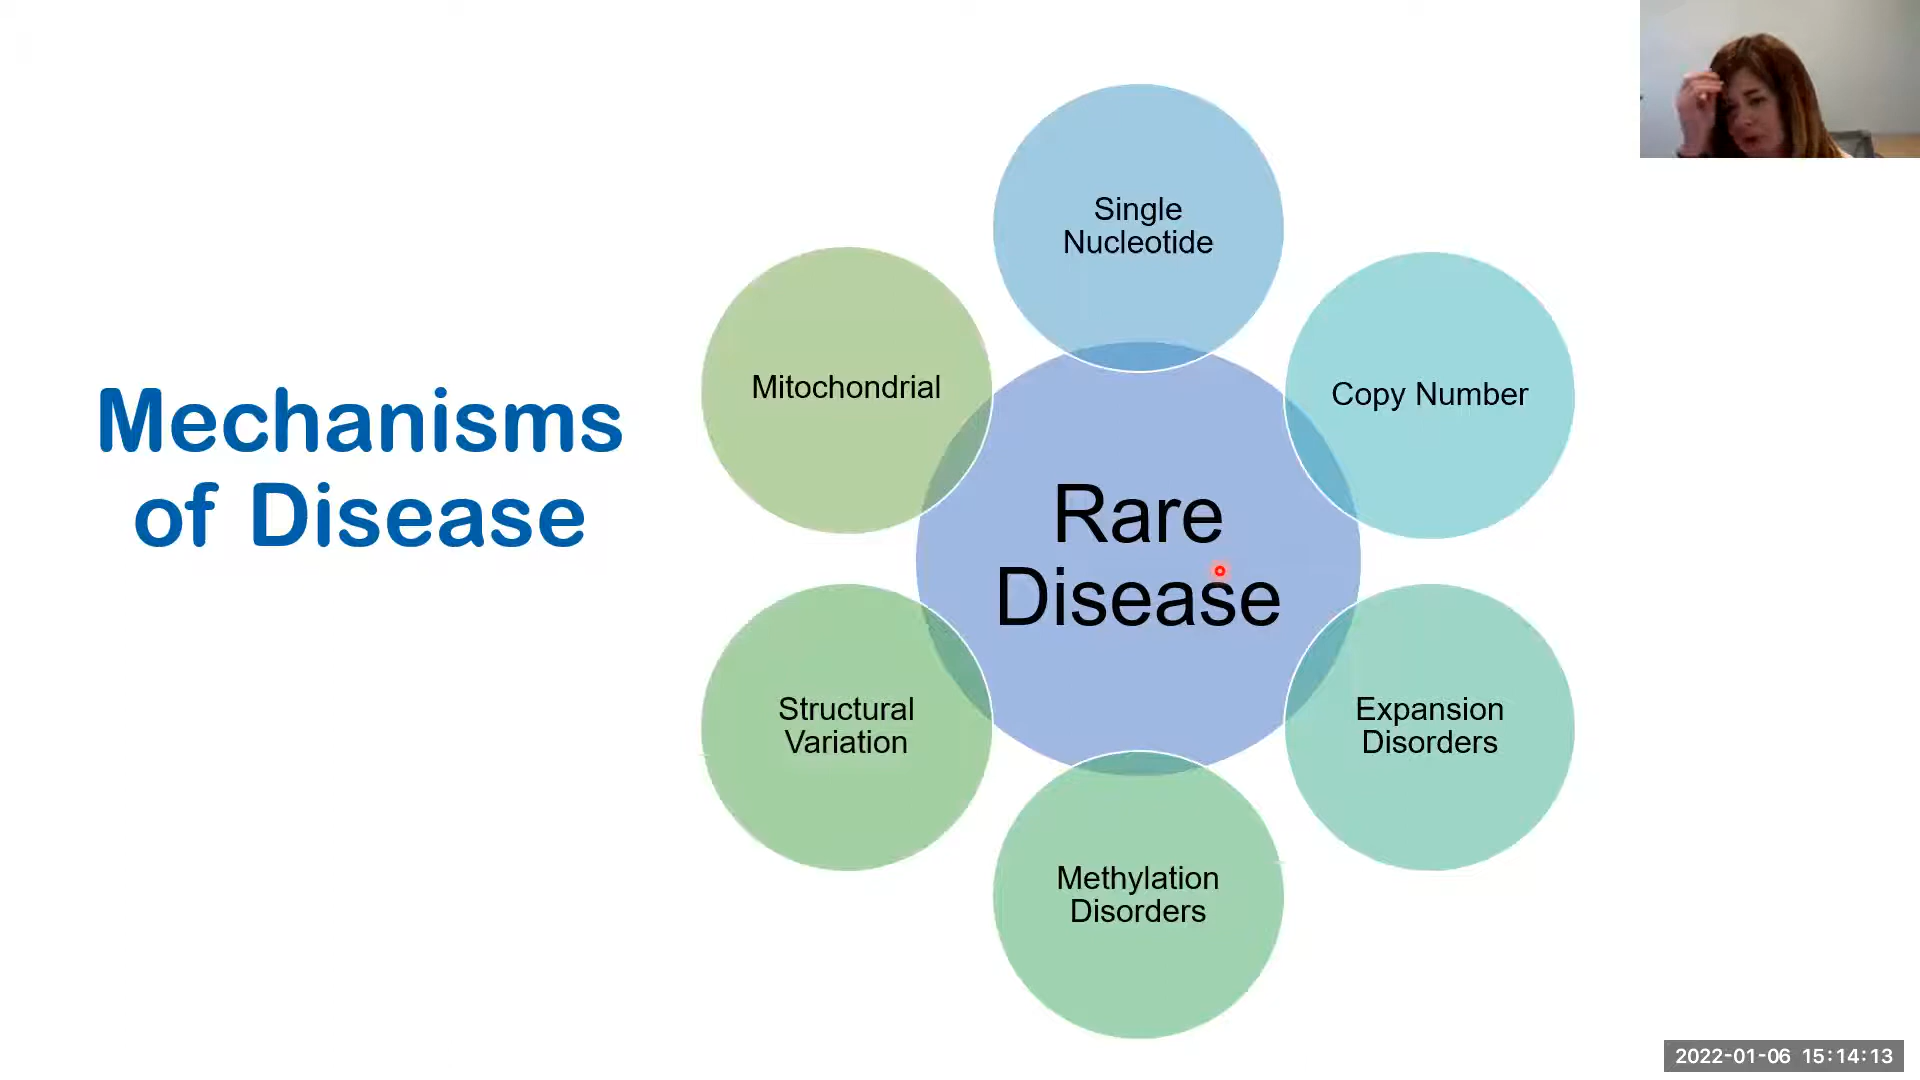 Mechanisms
of Disease
Single
Nucleotide
Mitochondrial
Copy Number
Rare
Disease
Structural
Variation
Expansion
Disorders
Methylation
Disorders
2022-01-06 15:14:13